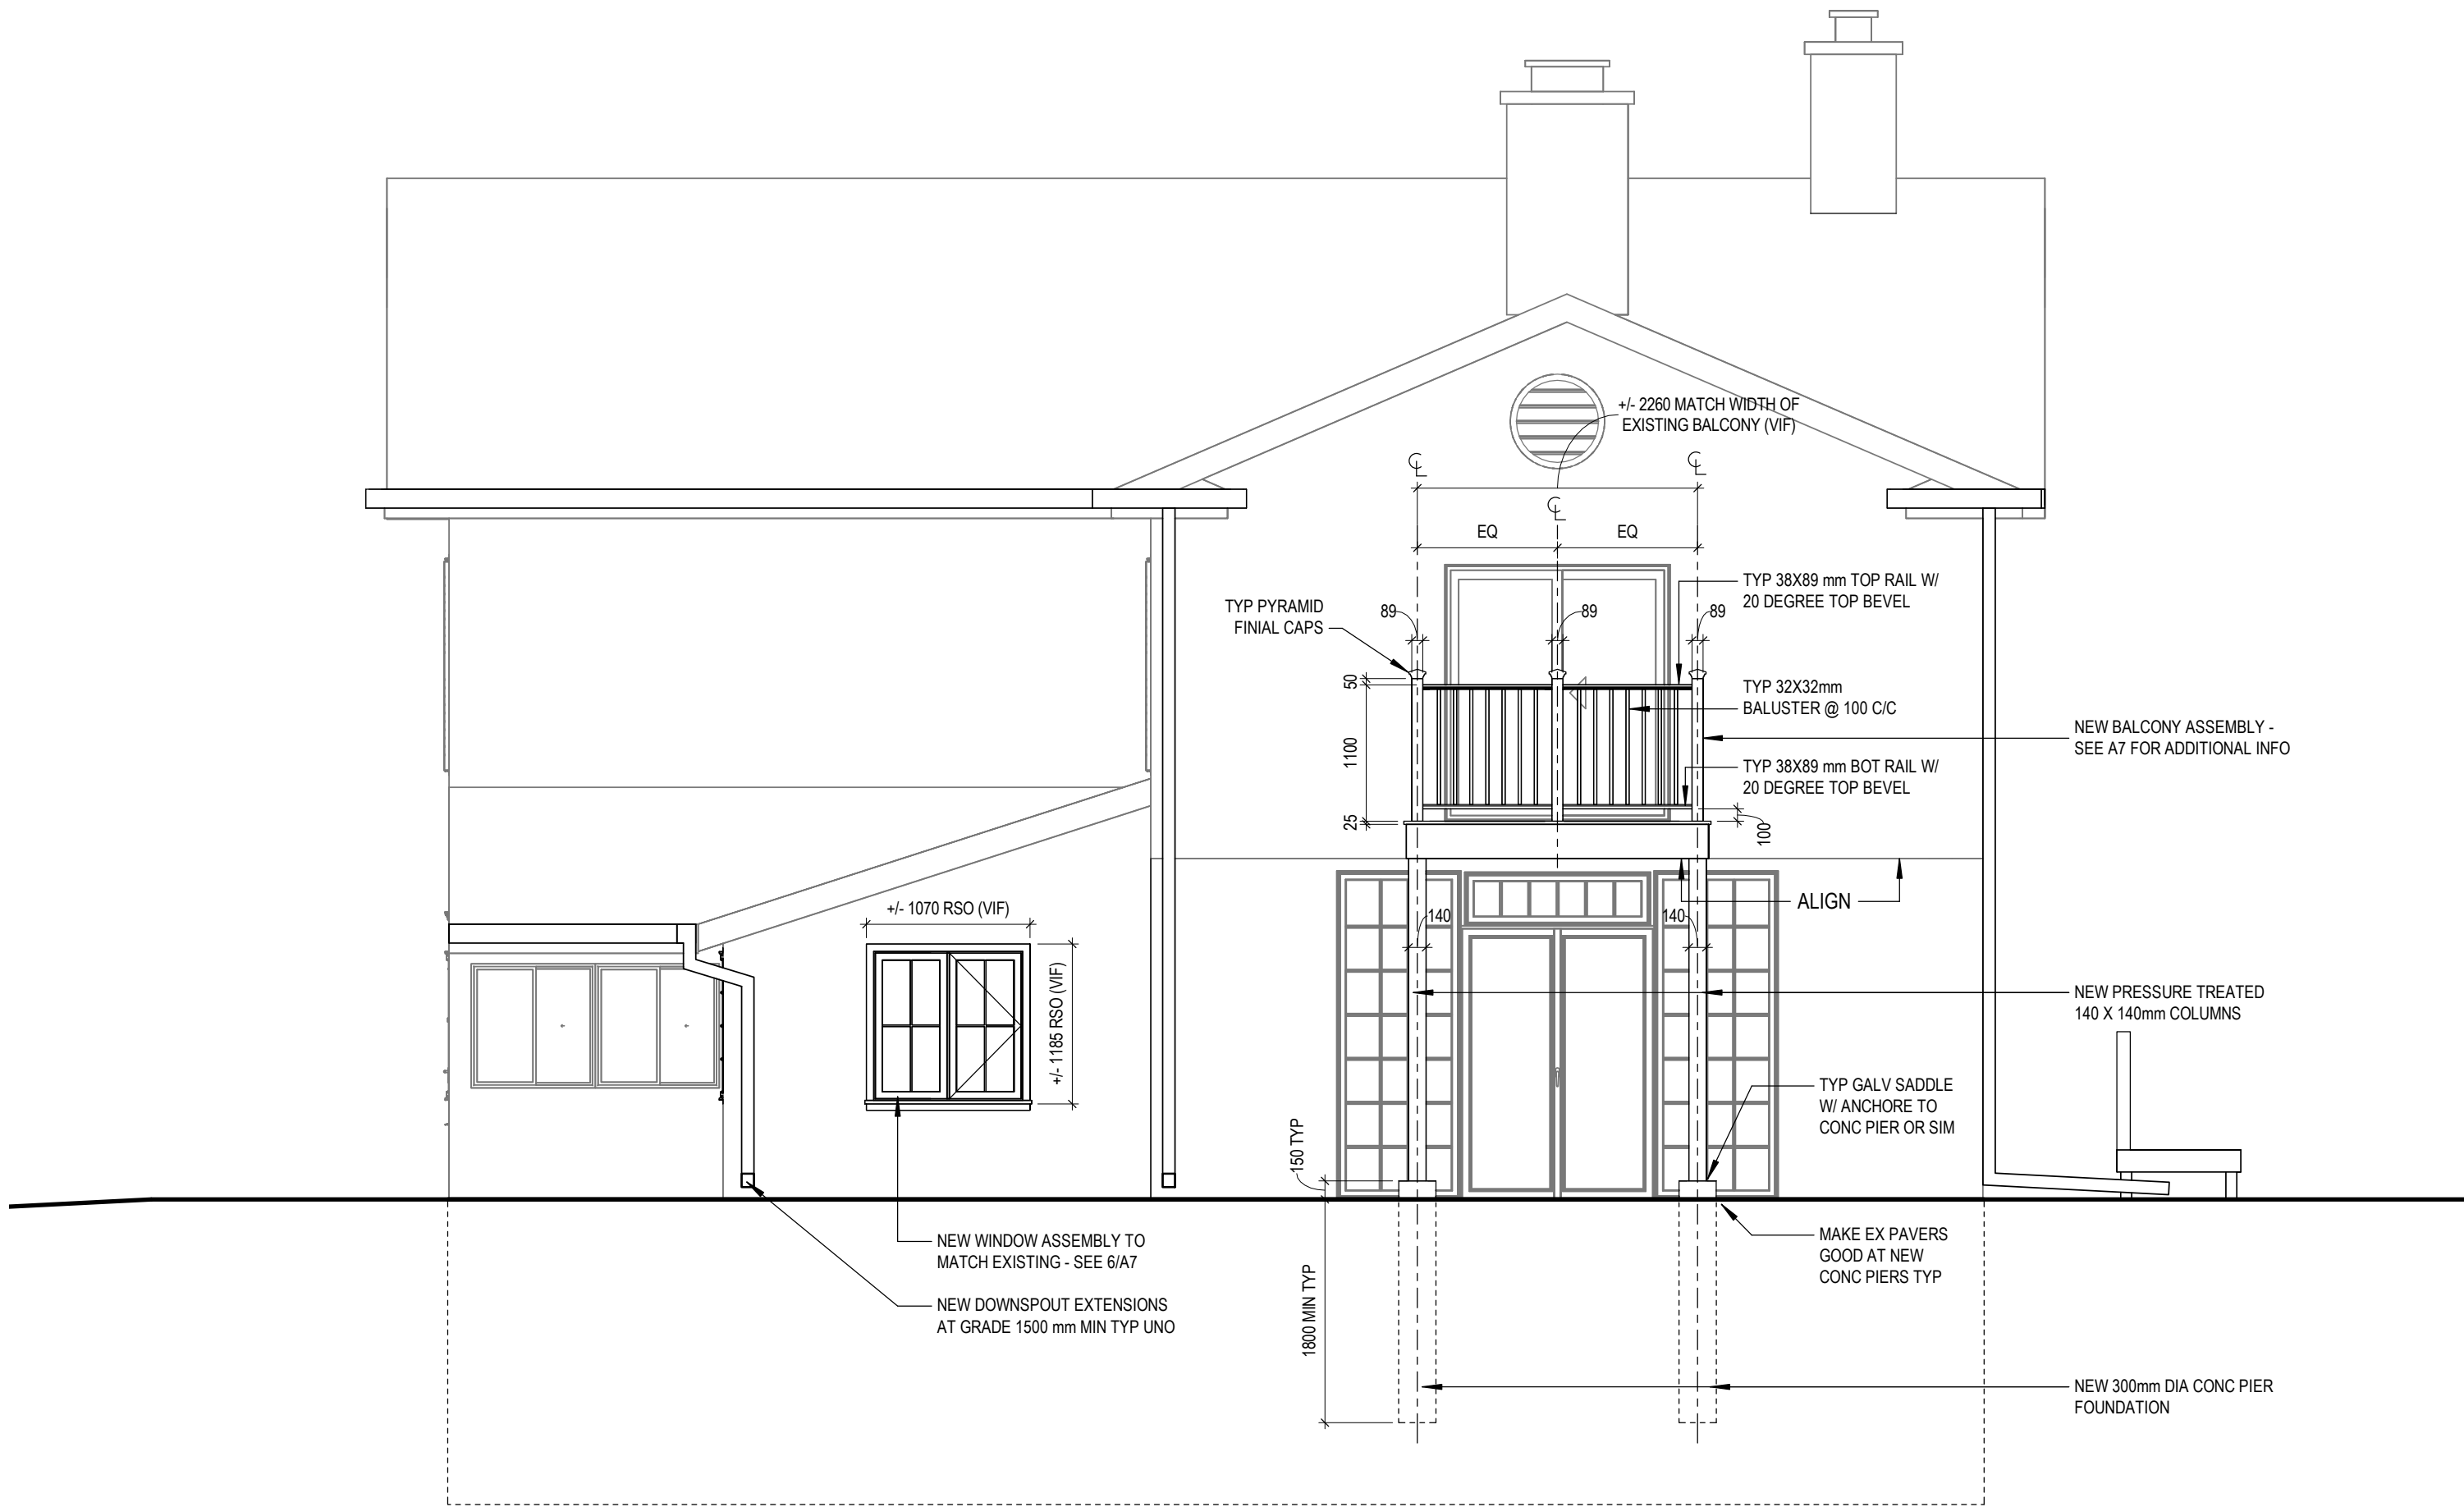 +/- 2260 MATCH WIDTH OF
EXISTING BALCONY (VIF)
EQ
EQ
TYP 38X89 mm TOP RAIL W/
20 DEGREE TOP BEVEL
TYP PYRAMID
FINIAL CAPS
89
89
89
50
TYP 32X32mm
BALUSTER @ 100 C/C
1100
NEW BALCONY ASSEMBLY -
SEE A7 FOR ADDITIONAL INFO
TYP 38X89 mm BOT RAIL W/
20 DEGREE TOP BEVEL
25
100
ALIGN
+/- 1070 RSO (VIF)
140
140
+/- 1185 RSO (VIF)
NEW PRESSURE TREATED
140 X 140mm COLUMNS
TYP GALV SADDLE
W/ ANCHORE TO
CONC PIER OR SIM
150 TYP
NEW WINDOW ASSEMBLY TO
MATCH EXISTING - SEE 6/A7
MAKE EX PAVERS
GOOD AT NEW
CONC PIERS TYP
NEW DOWNSPOUT EXTENSIONS
AT GRADE 1500 mm MIN TYP UNO
1800 MIN TYP
NEW 300mm DIA CONC PIER
FOUNDATION